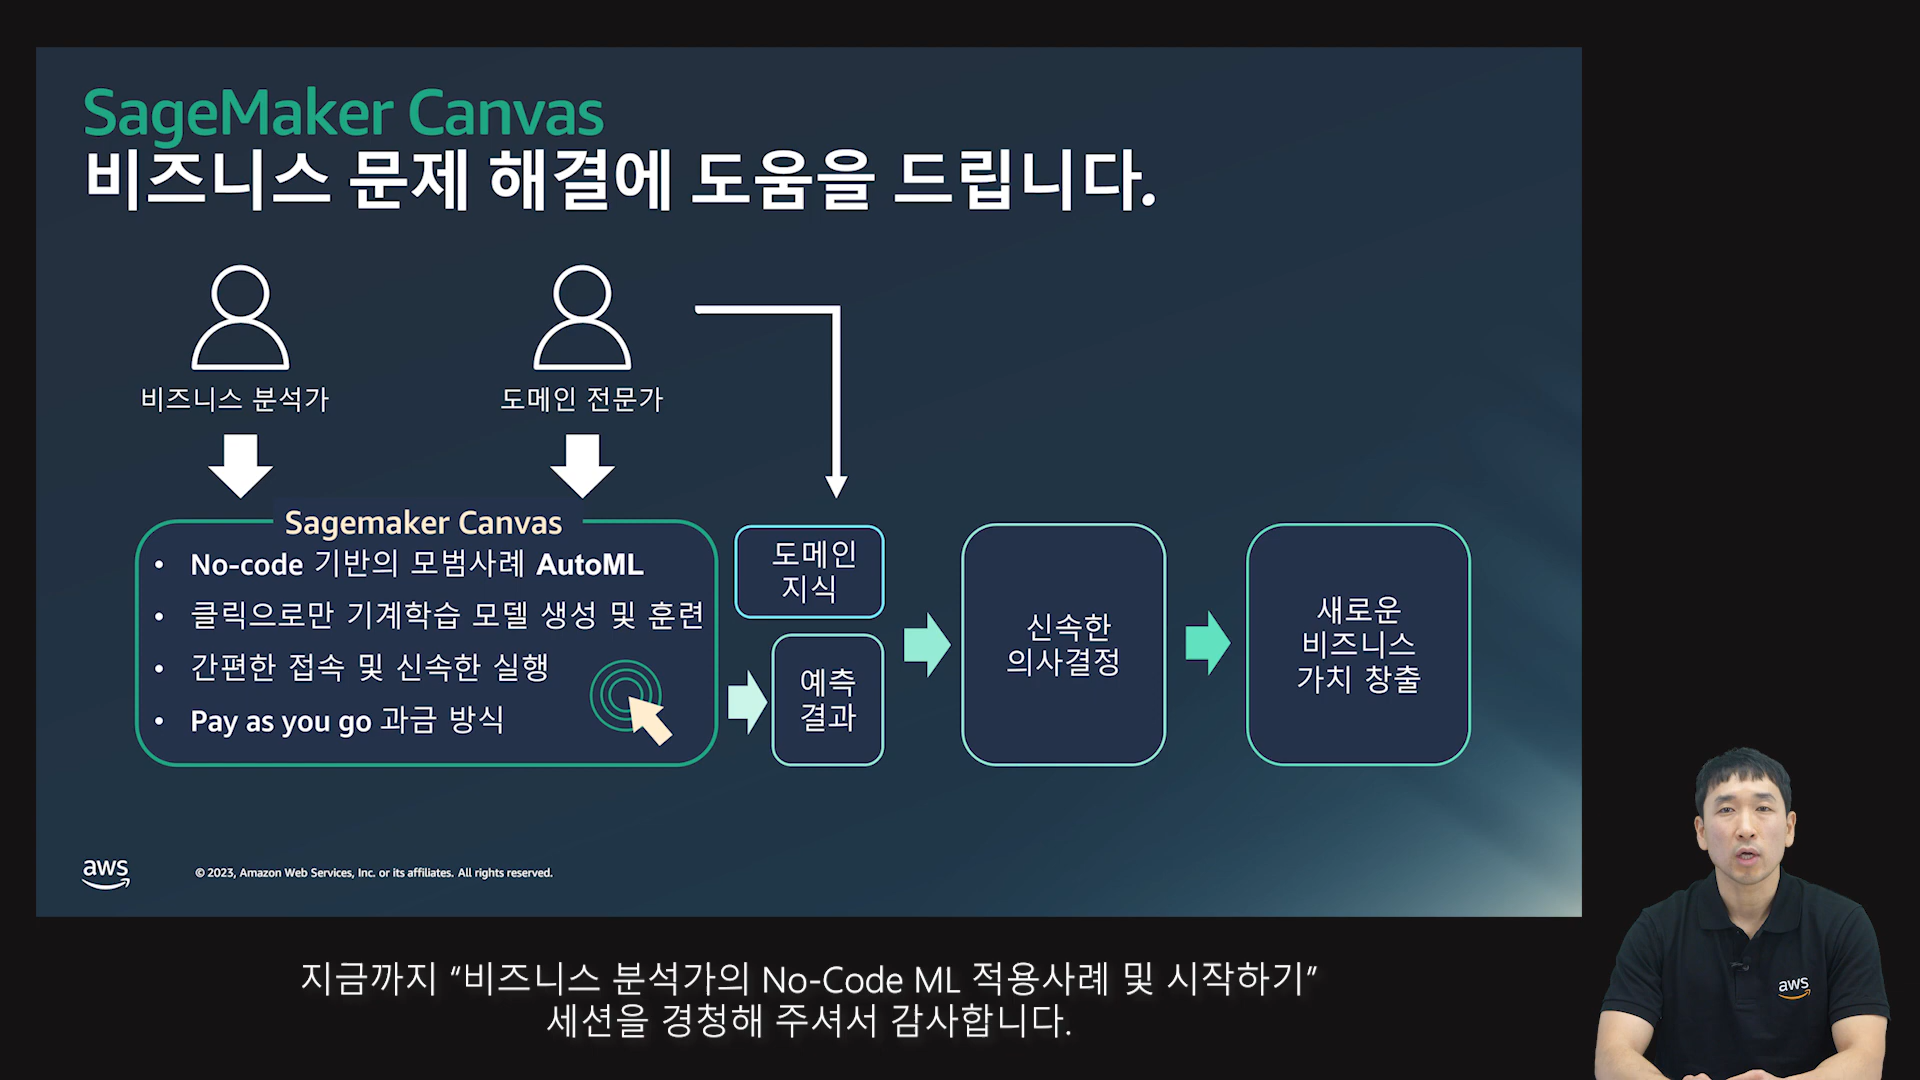 SageMaker Canvas
비즈니스 문제 해결에 도움을 드립니다.
비즈니스 분석가
도메인 전문가
Sagemaker Canvas
• No-code 기반의 모범사례 AutoML
• 클릭으로만 기계학습 모델 생성 및 훈련
• 간편한 접속 및 신속한 실행
• Pay as you go 과금 방식
도메인
지식
예측
결과
신속한
의사결정
새로운
비즈니스
가치 창출
aws
© 2023, Amazon Web Services, Inc. or its affiliates. All rights reserved.
aws
지금까지 “비즈니스 분석가의 No-Code ML 적용사례 및 시작하기”
세션을 경청해 주셔서 감사합니다.